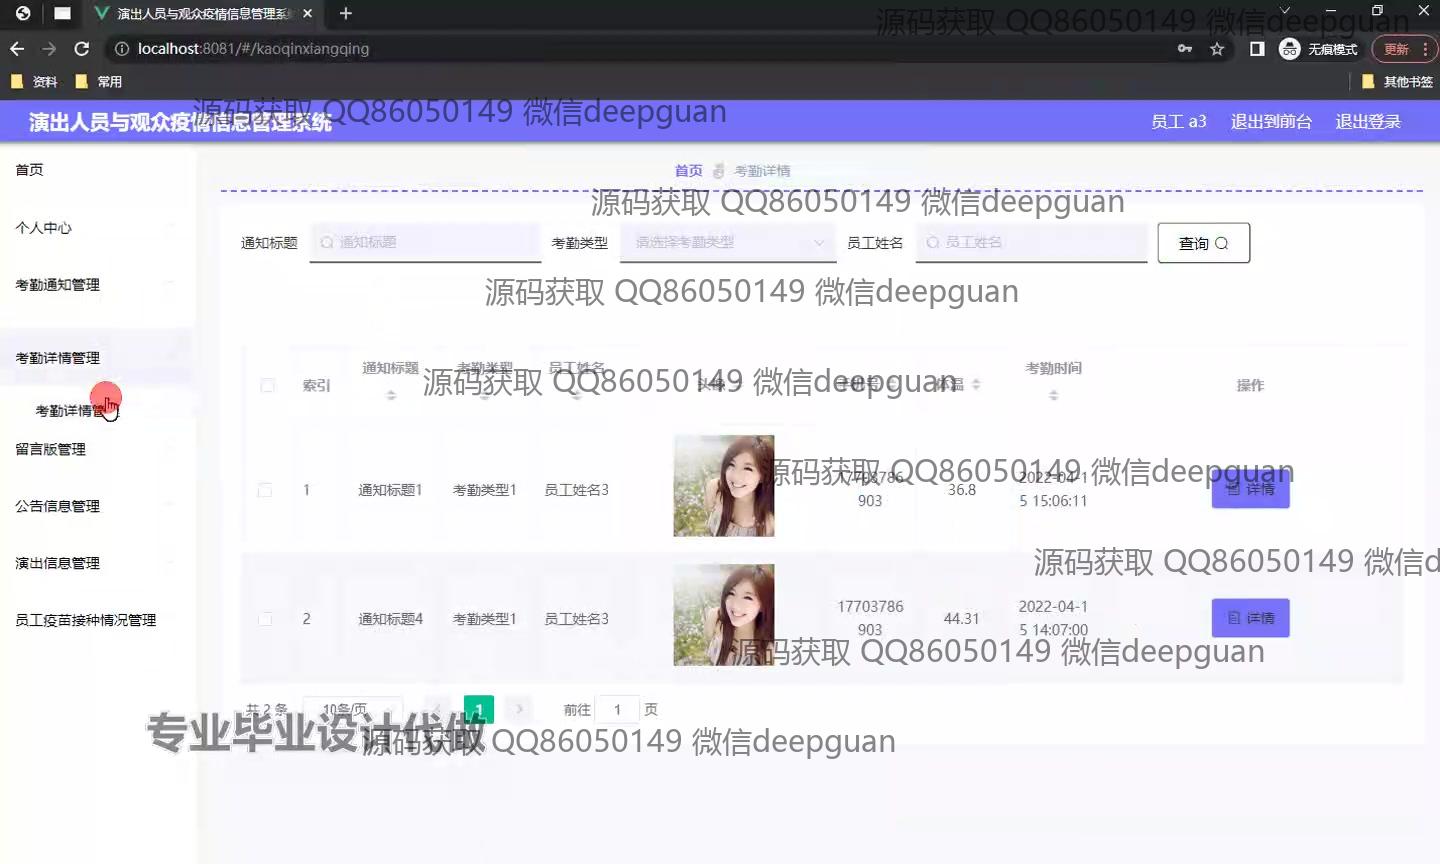 演出人员与观众疫情信息管理系
localhost:8081/#/kaoqinxiangqing
无痕模式
更新
资料
常用
其他书签
源码获取 QQ86050149 微信deepguan
源码获取 QQ86050149 微信deepguan
演出人员与观众疫情信息管理系统
员工 a3
退出到前台
退出登录
首页
个人中心
考勤通知管理
考勤详情管理
考勤详情管
留言版管理
公告信息管理
演出信息管理
员工疫苗接种情况管理
首页
考勤详情
源码获取 QQ86050149 微信deepguan
通知标题
通知标题
考勤类型
请选择考勤类型
员工姓名
员工姓名
查询
源码获取 QQ86050149 微信deepguan
索引
通知标题
考勤类型
员工姓名
考勤时间
操作
源码获取 QQ86050149 微信deepguan
1
通知标题1
考勤类型1
员工姓名3
17703786
903
36.8
2022-04-1
5 15:06:11
详情
源码获取 QQ86050149 微信deepguan
源码获取 QQ86050149 微信d
2
通知标题4
考勤类型1
员工姓名3
17703786
903
44.31
2022-04-1
5 14:07:00
详情
源码获取 QQ86050149 微信deepguan
共 2 条
10条/页
1
前往
1
页
专业毕业设计代做
源码获取 QQ86050149 微信deepguan